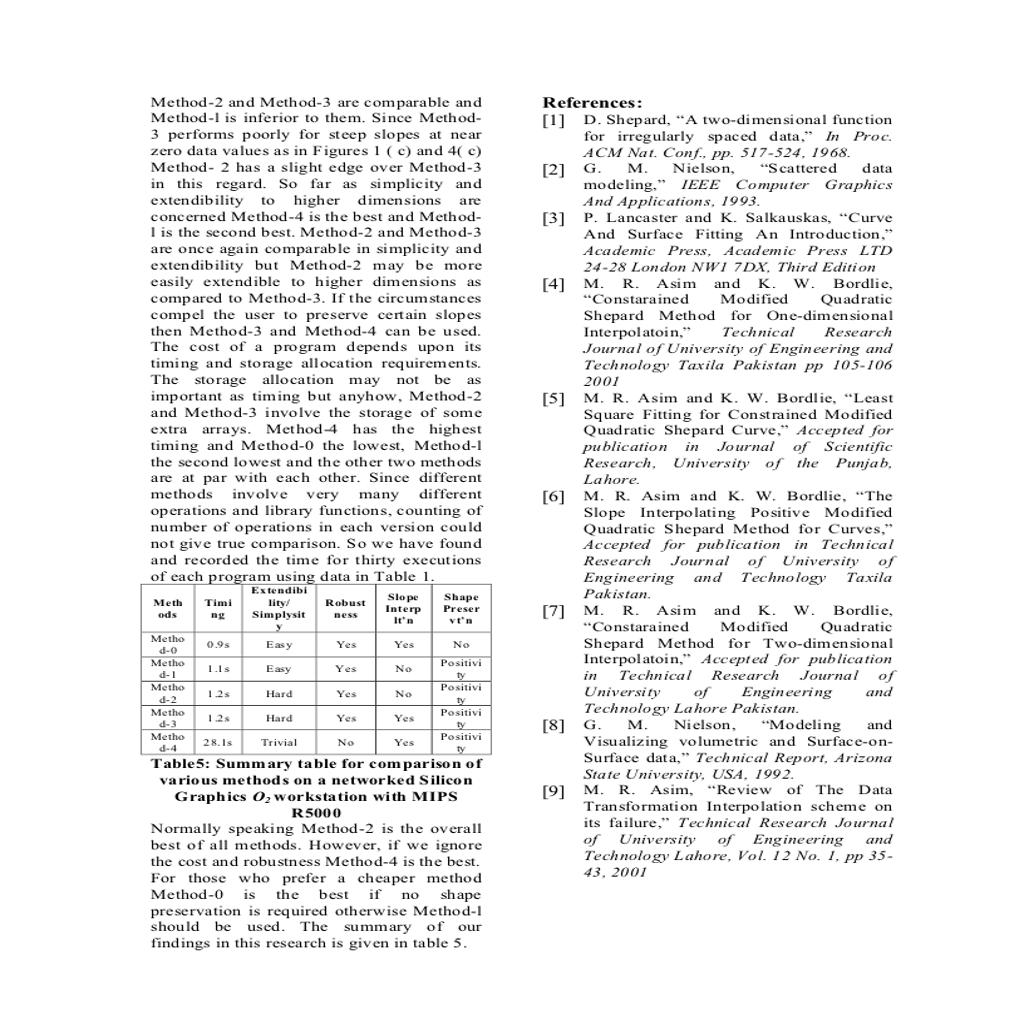 Method-2 and Method-3 are comparable and
Method-l is inferior to them. Since Method-
3 performs poorly for steep slopes at near
zero data values as in Figures 1 ( c) and 4( c)
Method- 2 has a slight edge over Method-3
in this regard. So far as simplicity and
extendibility to higher dimensions are
concerned Method-4 is the best and Method-
l is the second best. Method-2 and Method-3
are once again comparable in simplicity and
extendibility but Method-2 may be more
easily extendible to higher dimensions as
compared to Method-3. If the circumstances
compel the user to preserve certain slopes
then Method-3 and Method-4 can be used.
The cost of a program depends upon its
timing and storage allocation requirements.
The storage allocation may not be as
important as timing but anyhow, Method-2
and Method-3 involve the storage of some
extra arrays. Method-4 has the highest
timing and Method-0 the lowest, Method-l
the second lowest and the other two methods
are at par with each other. Since different
methods involve very many different
operations and library functions, counting of
number of operations in each version could
not give true comparison. So we have found
and recorded the time for thirty executions
of each program using data in Table 1.
Meth
ods
Timi
ng
Extendibi
lity/
Simplysit
y
Robust
ness
Slope
Interp
lt'n
Shape
Preser
vt'n
Metho
d-0
0.9s
Easy
Yes
Yes
No
Metho
d-1
1.1s
Easy
Yes
No
Positivi
ty
Metho
d-2
1.2s
Hard
Yes
No
Positivi
ty
Metho
d-3
1.2s
Hard
Yes
Yes
Positivi
ty
Metho
d-4
28.1s
Trivial
No
Yes
Positivi
ty
Table5: Summary table for comparison of
various methods on a networked Silicon
Graphics O2 workstation with MIPS
R5000
Normally speaking Method-2 is the overall
best of all methods. However, if we ignore
the cost and robustness Method-4 is the best.
For those who prefer a cheaper method
Method-0 is the best if no shape
preservation is required otherwise Method-l
should be used. The summary of our
findings in this research is given in table 5.
References:
[1] D. Shepard, “A two-dimensional function
for irregularly spaced data,” In Proc.
ACM Nat. Conf., pp. 517-524, 1968.
[2] G. M. Nielson, “Scattered data
modeling,” IEEE Computer Graphics
And Applications, 1993.
[3] P. Lancaster and K. Salkauskas, “Curve
And Surface Fitting An Introduction,”
Academic Press, Academic Press LTD
24-28 London NW1 7DX, Third Edition
[4] M. R. Asim and K. W. Bordlie,
“Constarained Modified Quadratic
Shepard Method for One-dimensional
Interpolatoin,” Technical Research
Journal of University of Engineering and
Technology Taxila Pakistan pp 105-106
2001
[5] M. R. Asim and K. W. Bordlie, “Least
Square Fitting for Constrained Modified
Quadratic Shepard Curve,” Accepted for
publication in Journal of Scientific
Research, University of the Punjab,
Lahore.
[6] M. R. Asim and K. W. Bordlie, “The
Slope Interpolating Positive Modified
Quadratic Shepard Method for Curves,”
Accepted for publication in Technical
Research Journal of University of
Engineering and Technology Taxila
Pakistan.
[7] M. R. Asim and K. W. Bordlie,
“Constarained Modified Quadratic
Shepard Method for Two-dimensional
Interpolatoin,” Accepted for publication
in Technical Research Journal of
University of Engineering and
Technology Lahore Pakistan.
[8] G. M. Nielson, “Modeling and
Visualizing volumetric and Surface-on-
Surface data,” Technical Report, Arizona
State University, USA, 1992.
[9] M. R. Asim, “Review of The Data
Transformation Interpolation scheme on
its failure,” Technical Research Journal
of University of Engineering and
Technology Lahore, Vol. 12 No. 1, pp 35-
43, 2001